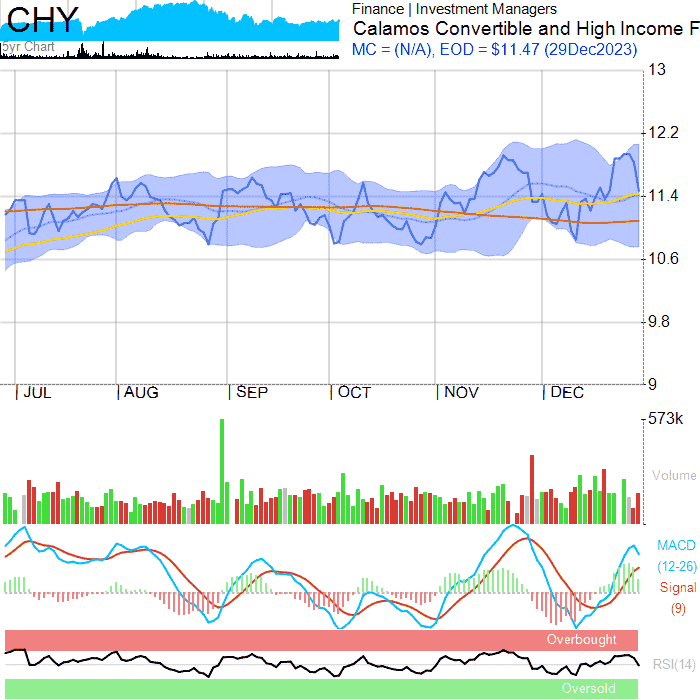 CHY
5yr Chart
Finance | Investment Managers
Calamos Convertible and High Income F
MC = (N/A), EOD = $11.47 (29Dec2023)
13
12.2
11.4
10.6
9.8
9
JUL AUG SEP OCT NOV DEC
573k
Volume
MACD
(12-26)
Signal
(9)
Overbought
RSI(14)
Oversold